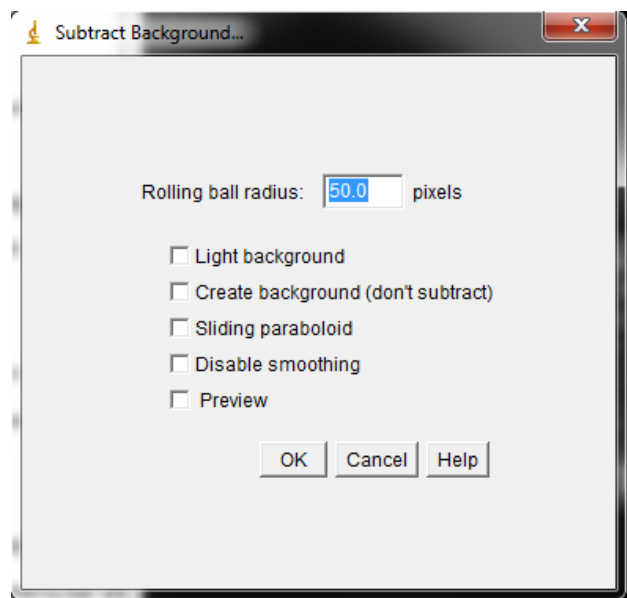 Subtract Background...
Rolling ball radius: 50.0 pixels
Light background
Create background (don't subtract)
Sliding paraboloid
Disable smoothing
Preview
OK Cancel Help